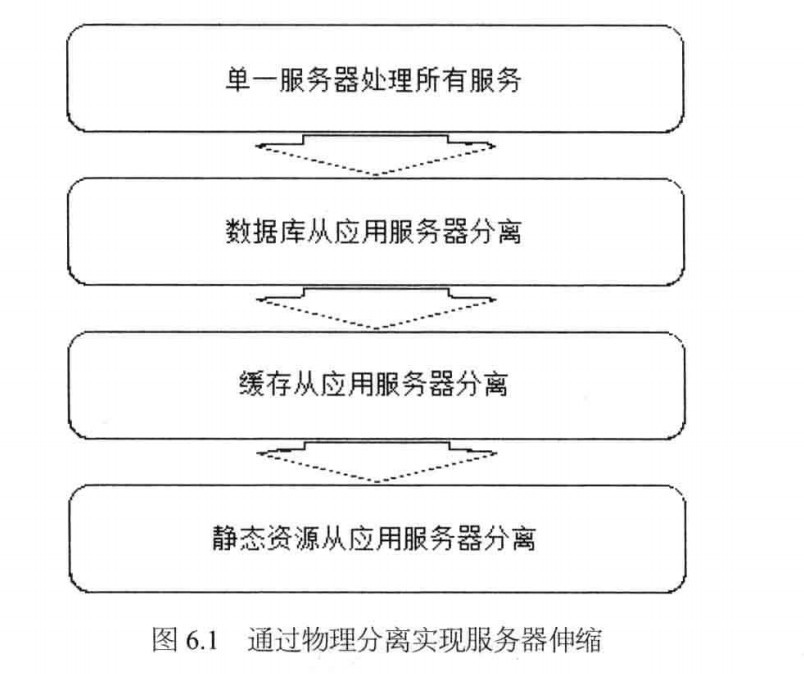 单一服务器处理所有服务
数据库从应用服务器分离
缓存从应用服务器分离
静态资源从应用服务器分离
图 6.1 通过物理分离实现服务器伸缩